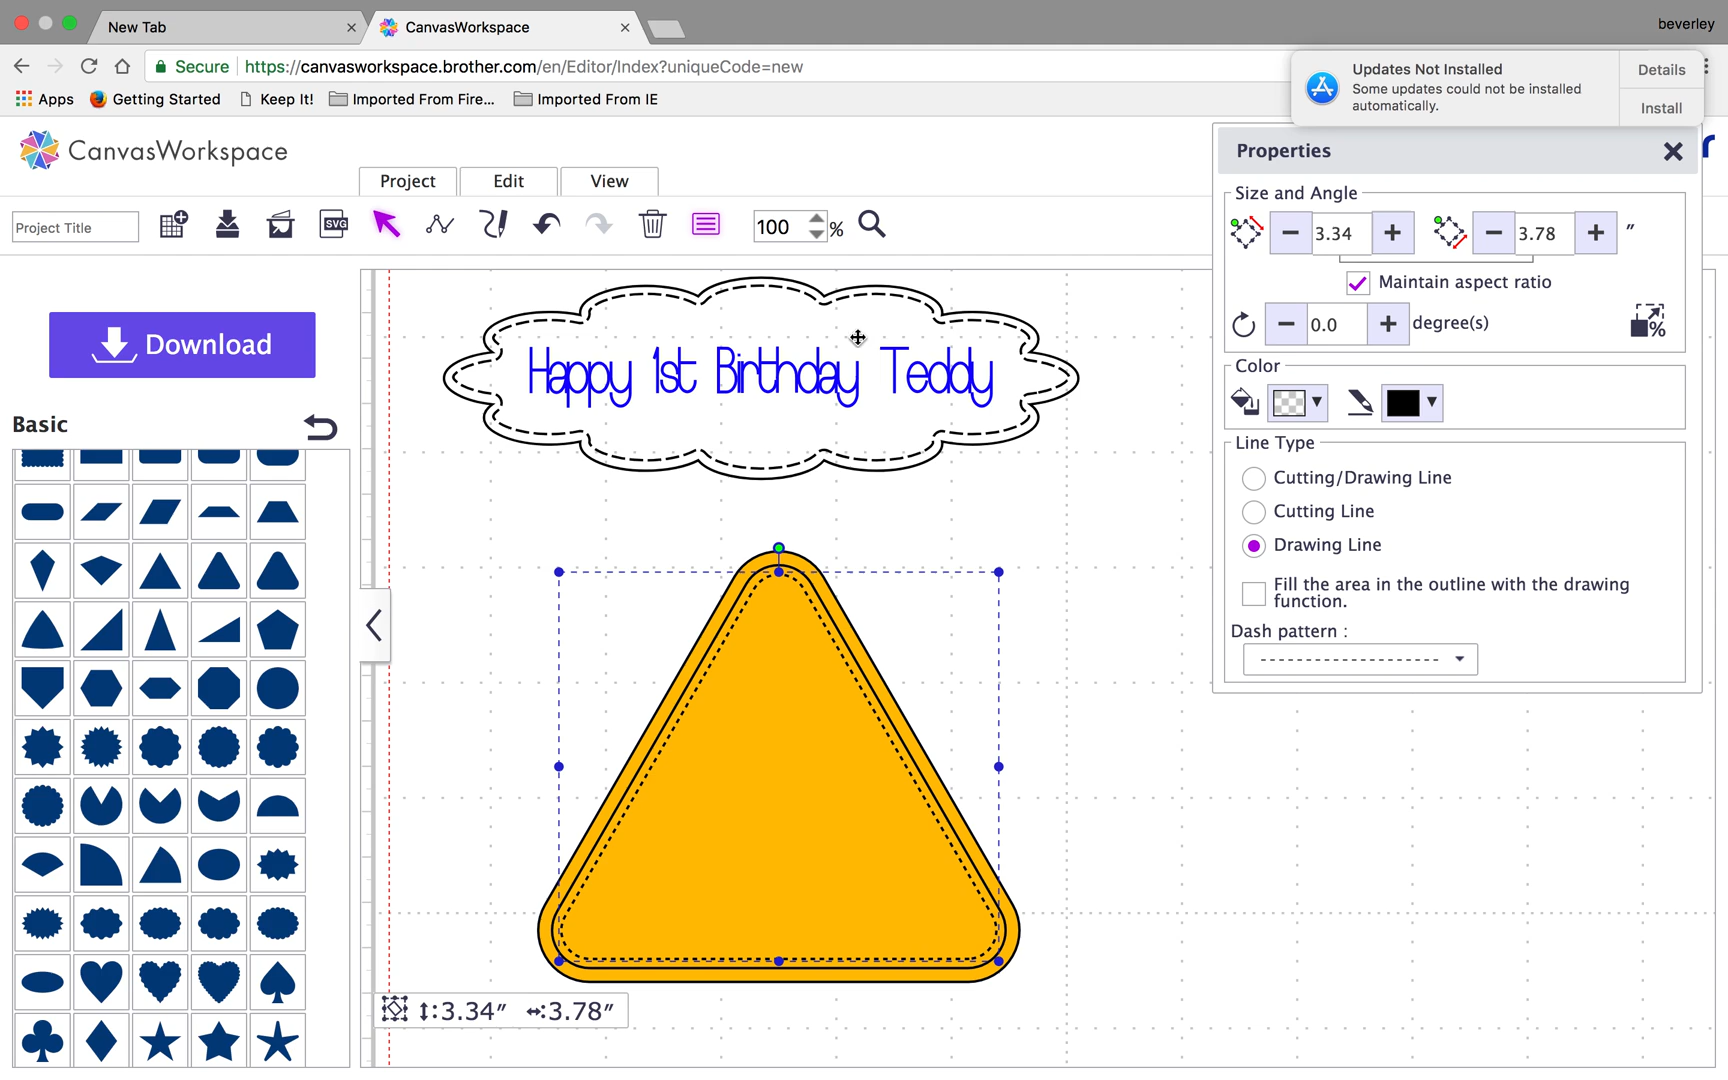 New Tab
CanvasWorkspace
beverley
Secure https://canvasworkspace.brother.com/en/Editor/Index?uniqueCode=new
Apps Getting Started Keep It! Imported From Fire... Imported From IE
Updates Not Installed
Some updates could not be installed automatically.
Details
Install
CanvasWorkspace
Project Edit View
Project Title
SVG
100 %
Download
Basic
Happy 1st Birthday Teddy
3.34" 3.78"
Properties
Size and Angle
3.34 3.78 "
Maintain aspect ratio
0.0 degree(s)
%
Color
Line Type
Cutting/Drawing Line
Cutting Line
Drawing Line
Fill the area in the outline with the drawing
function.
Dash pattern :